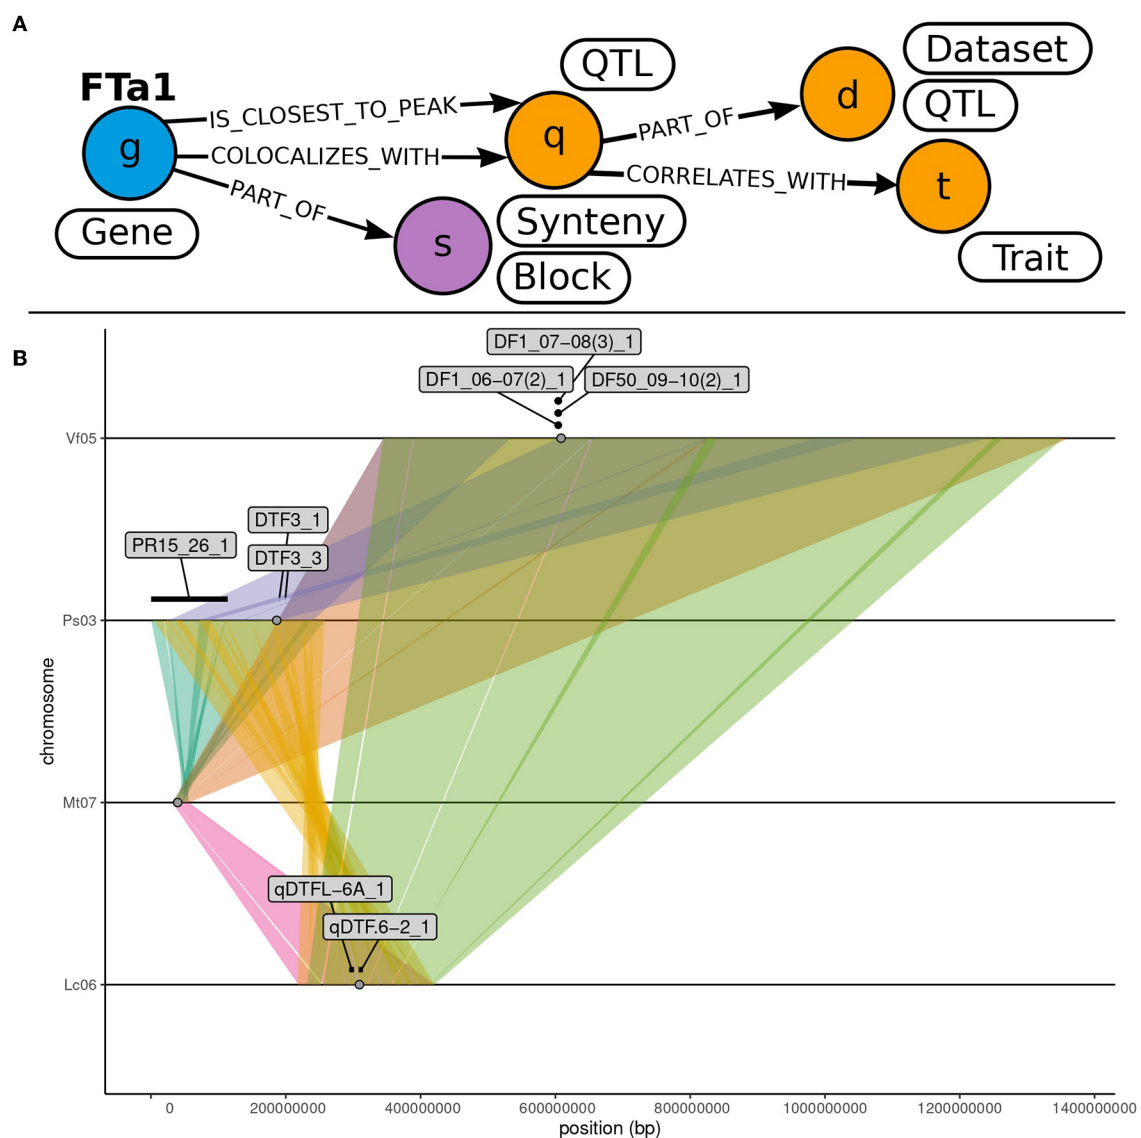 A
FTa1
g
Gene
IS_CLOSEST_TO_PEAK
COLOCALIZES_WITH
PART_OF
q
QTL
s
Synteny
Block
PART_OF
CORRELATES_WITH
d
Dataset
QTL
t
Trait
B
DF1_07–08(3)_1
DF1_06–07(2)_1
DF50_09–10(2)_1
Vf05
DTF3_1
PR15_26_1
DTF3_3
Ps03
chromosome
Mt07
qDTFL–6A_1
qDTF.6–2_1
Lc06
0
200000000
400000000
600000000
800000000
1000000000
1200000000
1400000000
position (bp)